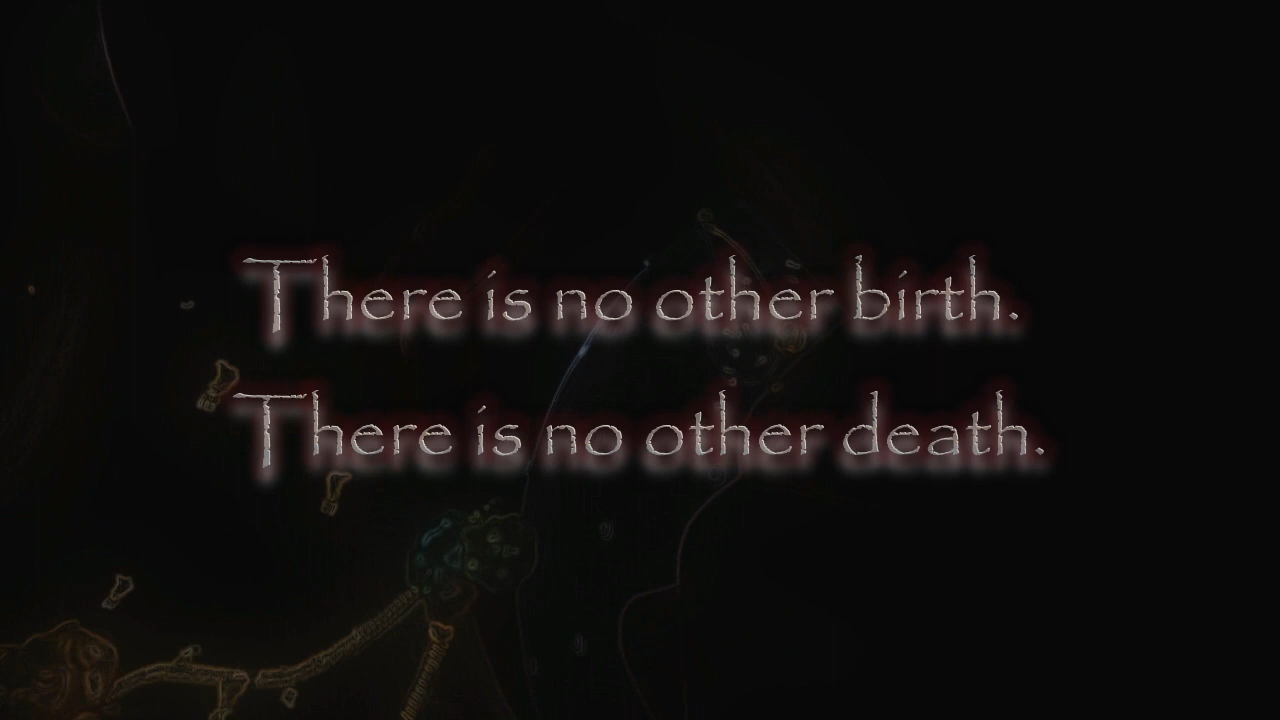 There is no other birth.
There is no other death.